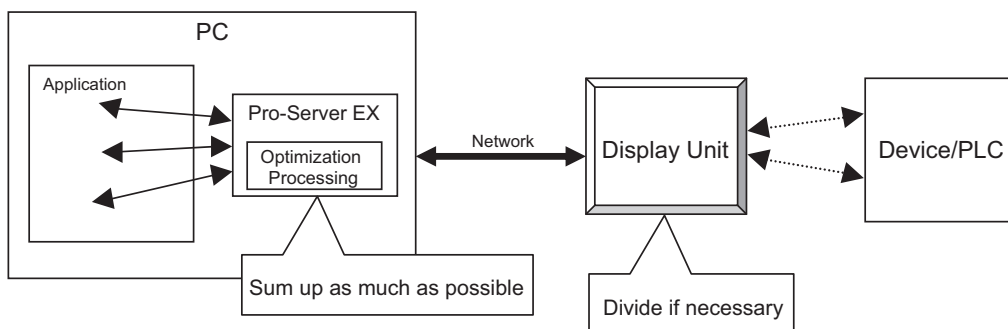 PC
Application
Pro-Server EX
Optimization
Processing
Sum up as much as possible
Network
Display Unit
Divide if necessary
Device/PLC